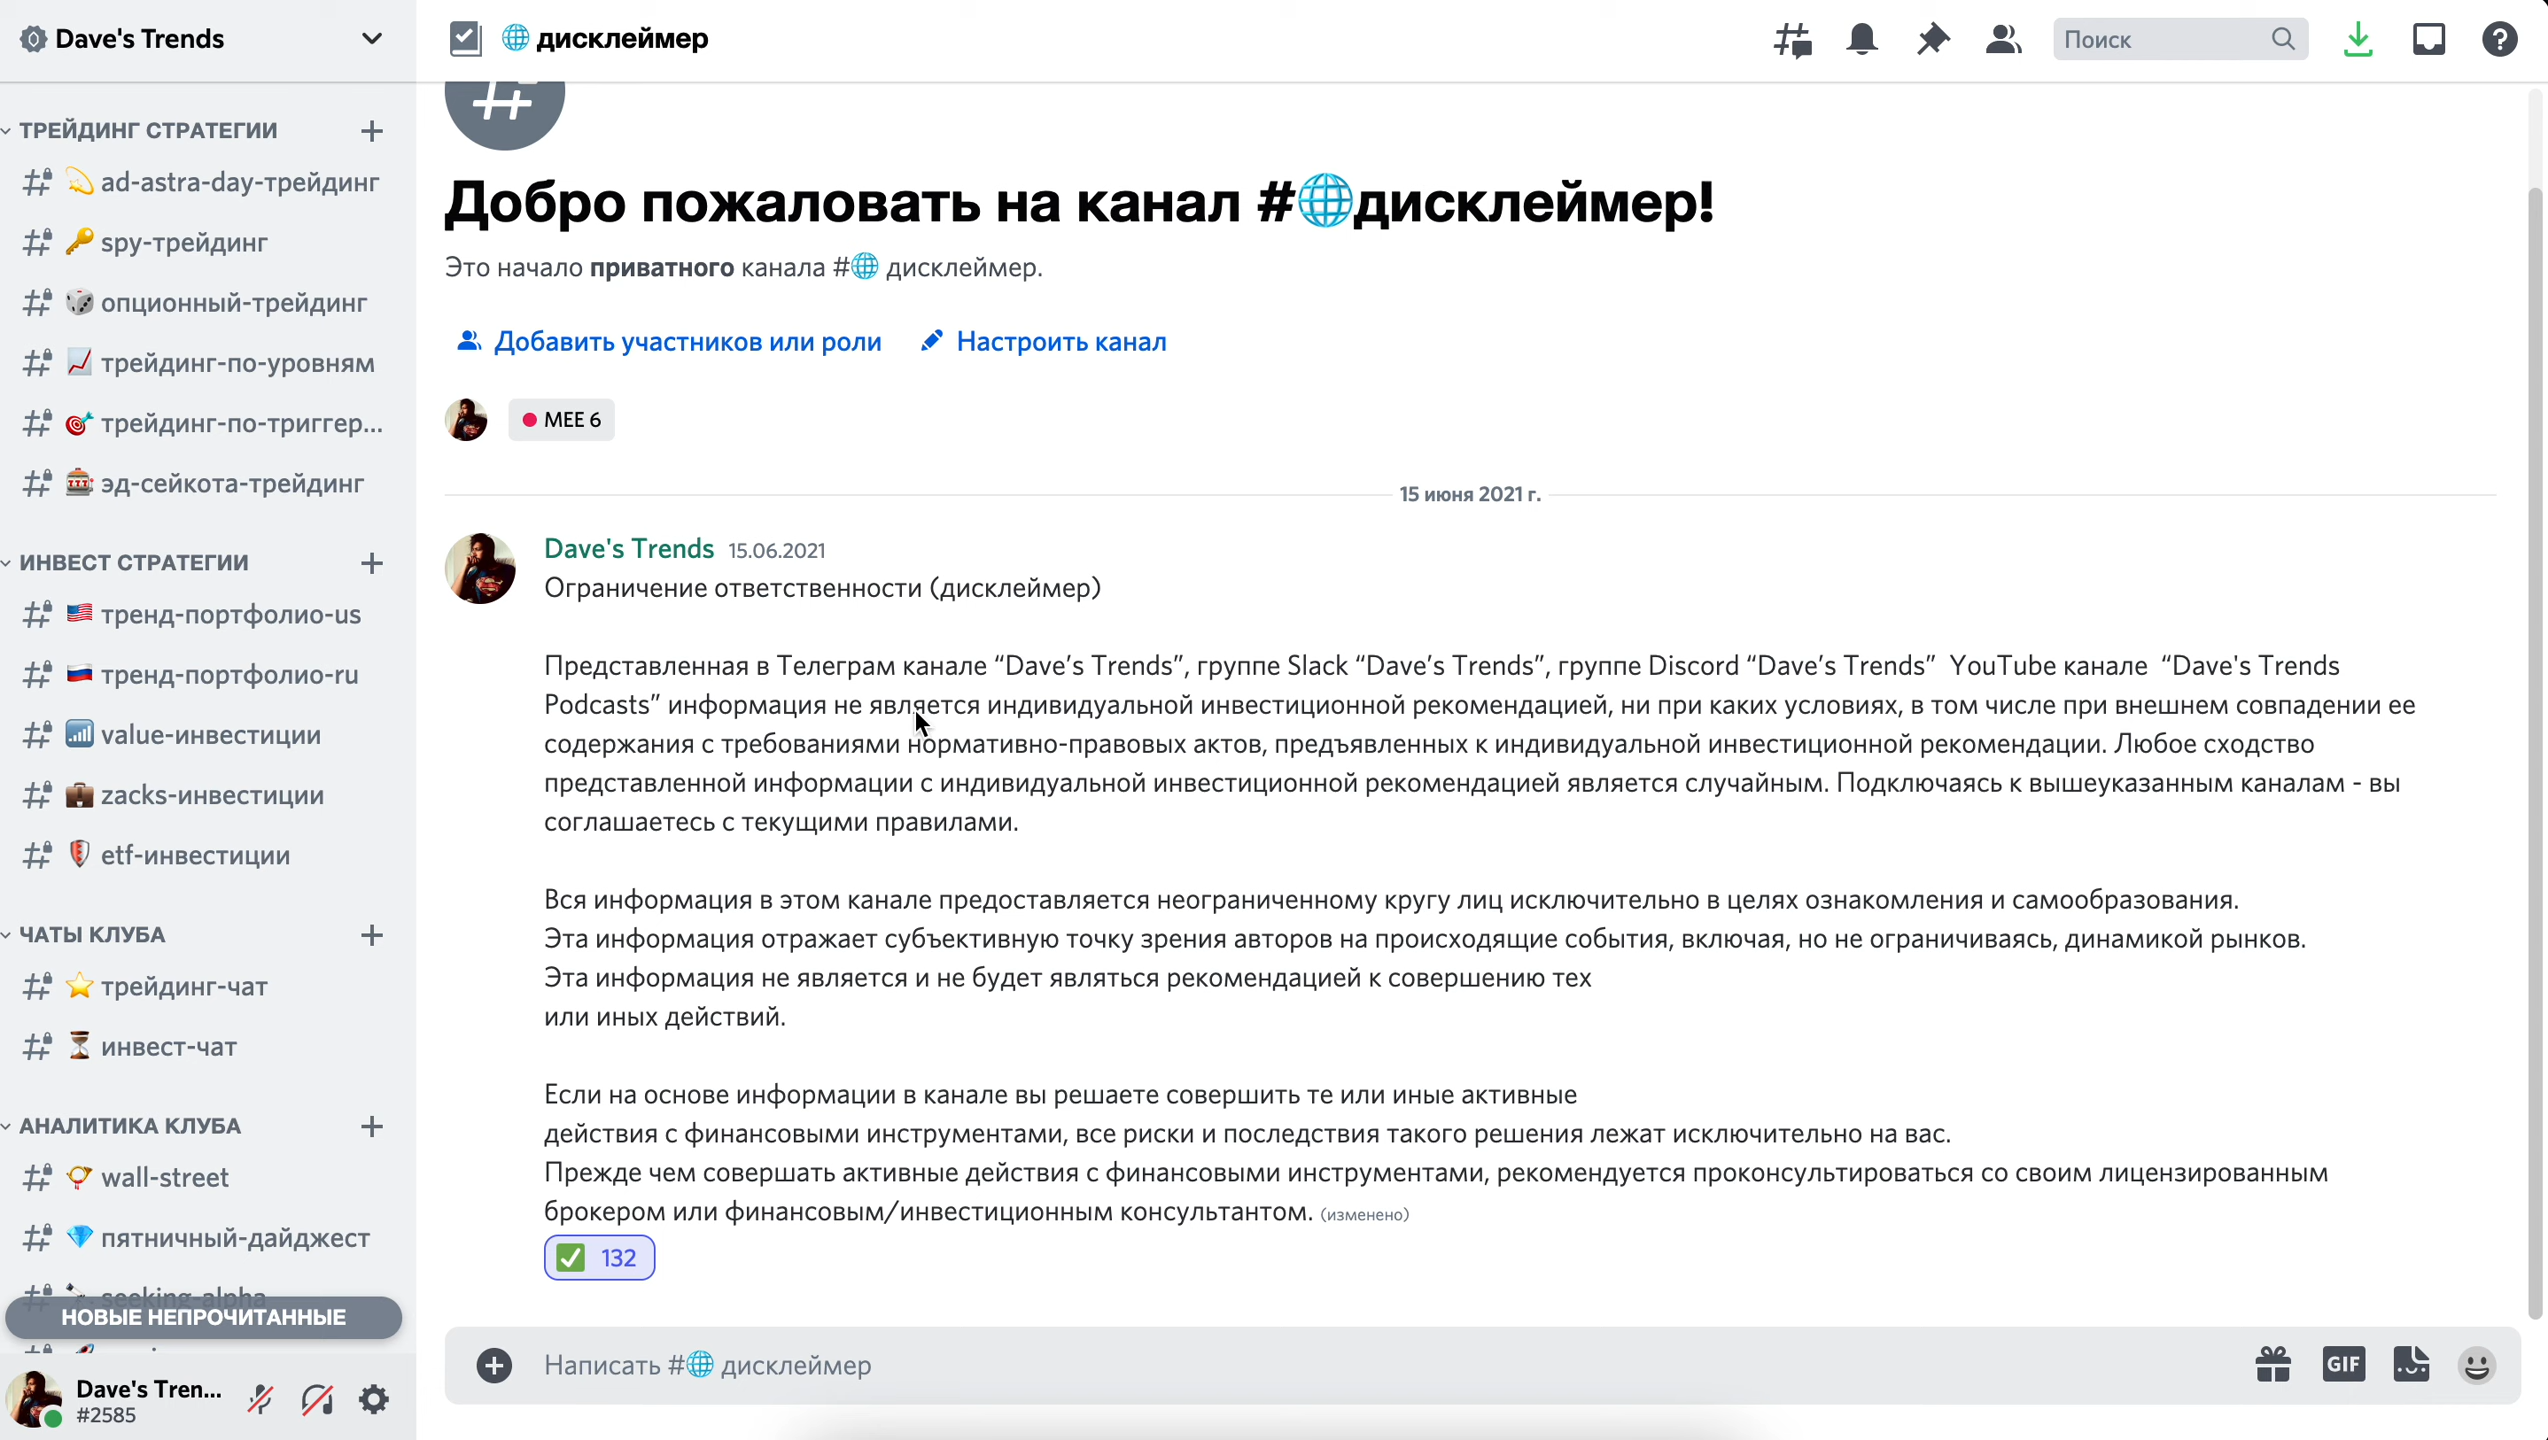 Dave's Trends
ТРЕЙДИНГ СТРАТЕГИИ
ad-astra-day-трейдинг
spy-трейдинг
опционный-трейдинг
трейдинг-по-уровням
трейдинг-по-триггер...
эд-сейкота-трейдинг
ИНВЕСТ СТРАТЕГИИ
тренд-портфолио-us
тренд-портфолио-ru
value-инвестиции
zacks-инвестиции
etf-инвестиции
ЧАТЫ КЛУБА
трейдинг-чат
инвест-чат
АНАЛИТИКА КЛУБА
wall-street
пятничный-дайджест
seeking-alpha
НОВЫЕ НЕПРОЧИТАННЫЕ
Dave's Tren...
#2585
дисклеймер
Поиск
Добро пожаловать на канал #🌐дисклеймер!
Это начало приватного канала #🌐 дисклеймер.
Добавить участников или роли Настроить канал
MEE 6
15 июня 2021 г.
Dave's Trends 15.06.2021
Ограничение ответственности (дисклеймер)
Представленная в Телеграм канале “Dave’s Trends”, группе Slack “Dave’s Trends”, группе Discord “Dave’s Trends” YouTube канале “Dave's Trends
Podcasts” информация не является индивидуальной инвестиционной рекомендацией, ни при каких условиях, в том числе при внешнем совпадении ее
содержания с требованиями нормативно-правовых актов, предъявленных к индивидуальной инвестиционной рекомендации. Любое сходство
представленной информации с индивидуальной инвестиционной рекомендацией является случайным. Подключаясь к вышеуказанным каналам - вы
соглашаетесь с текущими правилами.
Вся информация в этом канале предоставляется неограниченному кругу лиц исключительно в целях ознакомления и самообразования.
Эта информация отражает субъективную точку зрения авторов на происходящие события, включая, но не ограничиваясь, динамикой рынков.
Эта информация не является и не будет являться рекомендацией к совершению тех
или иных действий.
Если на основе информации в канале вы решаете совершить те или иные активные
действия с финансовыми инструментами, все риски и последствия такого решения лежат исключительно на вас.
Прежде чем совершать активные действия с финансовыми инструментами, рекомендуется проконсультироваться со своим лицензированным
брокером или финансовым/инвестиционным консультантом. (изменено)
132
Написать #🌐 дисклеймер
GIF